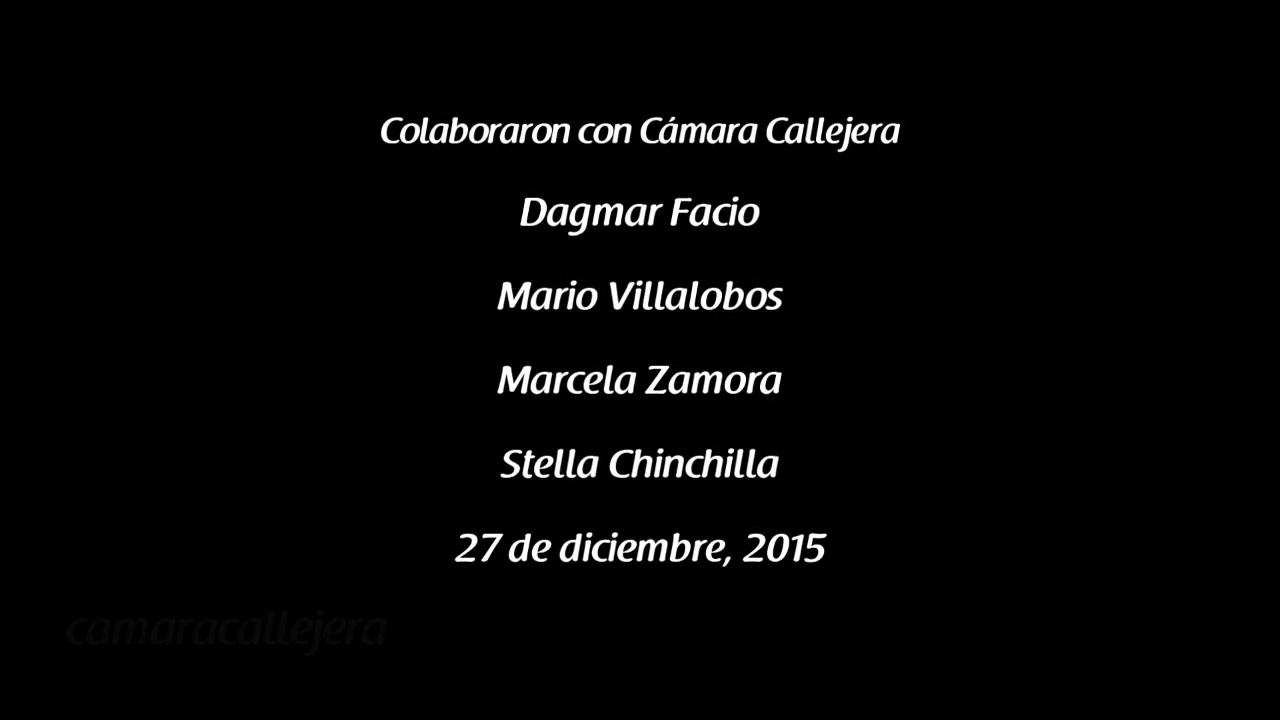 Colaboraron con Cámara Callejera
Dagmar Facio
Mario Villalobos
Marcela Zamora
Stella Chinchilla
27 de diciembre, 2015
camaracallejera